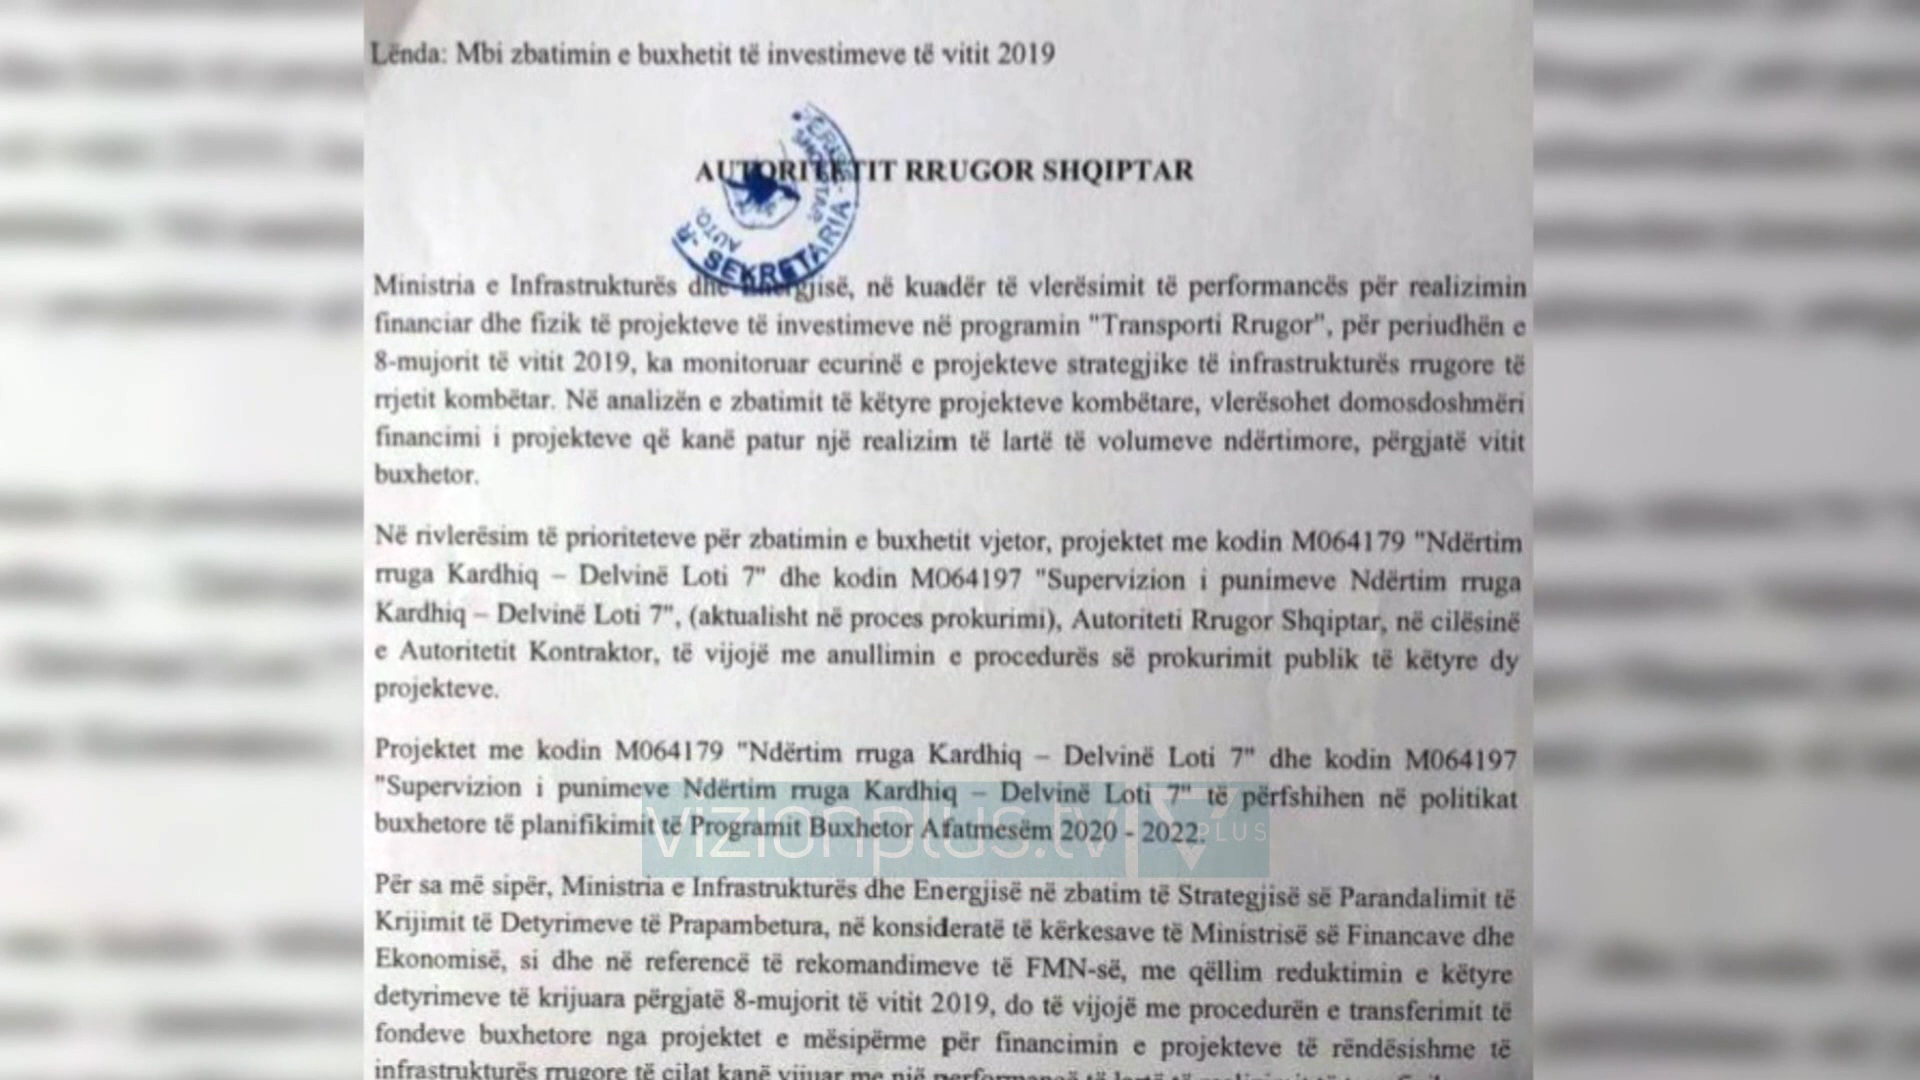 Lënda: Mbi zbatimin e buxhetit të investimeve të vitit 2019
AUTORITETIT RRUGOR SHQIPTAR
SEKRETARIA
Ministria e Infrastrukturës dhe Energjisë, në kuadër të vlerësimit të performancës për realizimin
financiar dhe fizik të projekteve të investimeve në programin "Transporti Rrugor", për periudhën e
8-mujorit të vitit 2019, ka monitoruar ecurinë e projekteve strategjike të infrastrukturës rrugore të
rrjetit kombëtar. Në analizën e zbatimit të këtyre projekteve kombëtare, vlerësohet domosdoshmëri
financimi i projekteve që kanë patur një realizim të lartë të volumeve ndërtimore, përgjatë vitit
buxhetor.
Në rivlerësim të prioriteteve për zbatimin e buxhetit vjetor, projektet me kodin M064179 "Ndërtim
rruga Kardhiq – Delvinë Loti 7" dhe kodin M064197 "Supervizion i punimeve Ndërtim rruga
Kardhiq – Delvinë Loti 7", (aktualisht në proces prokurimi), Autoriteti Rrugor Shqiptar, në cilësinë
e Autoritetit Kontraktor, të vijojë me anullimin e procedurës së prokurimit publik të këtyre dy
projekteve.
Projektet me kodin M064179 "Ndërtim rruga Kardhiq – Delvinë Loti 7" dhe kodin M064197
"Supervizion i punimeve Ndërtim rruga Kardhiq – Delvinë Loti 7" të përfshihen në politikat
buxhetore të planifikimit të Programit Buxhetor Afatmesëm 2020 - 2022.
vizionplus.tv PLUS
Për sa më sipër, Ministria e Infrastrukturës dhe Energjisë në zbatim të Strategjisë së Parandalimit të
Krijimit të Detyrimeve të Prapambetura, në konsideratë të kërkesave të Ministrisë së Financave dhe
Ekonomisë, si dhe në referencë të rekomandimeve të FMN-së, me qëllim reduktimin e këtyre
detyrimeve të krijuara përgjatë 8-mujorit të vitit 2019, do të vijojë me procedurën e transferimit të
fondeve buxhetore nga projektet e mësipërme për financimin e projekteve të rëndësishme të
infrastrukturës rrugore të cilat kanë vijuar me një